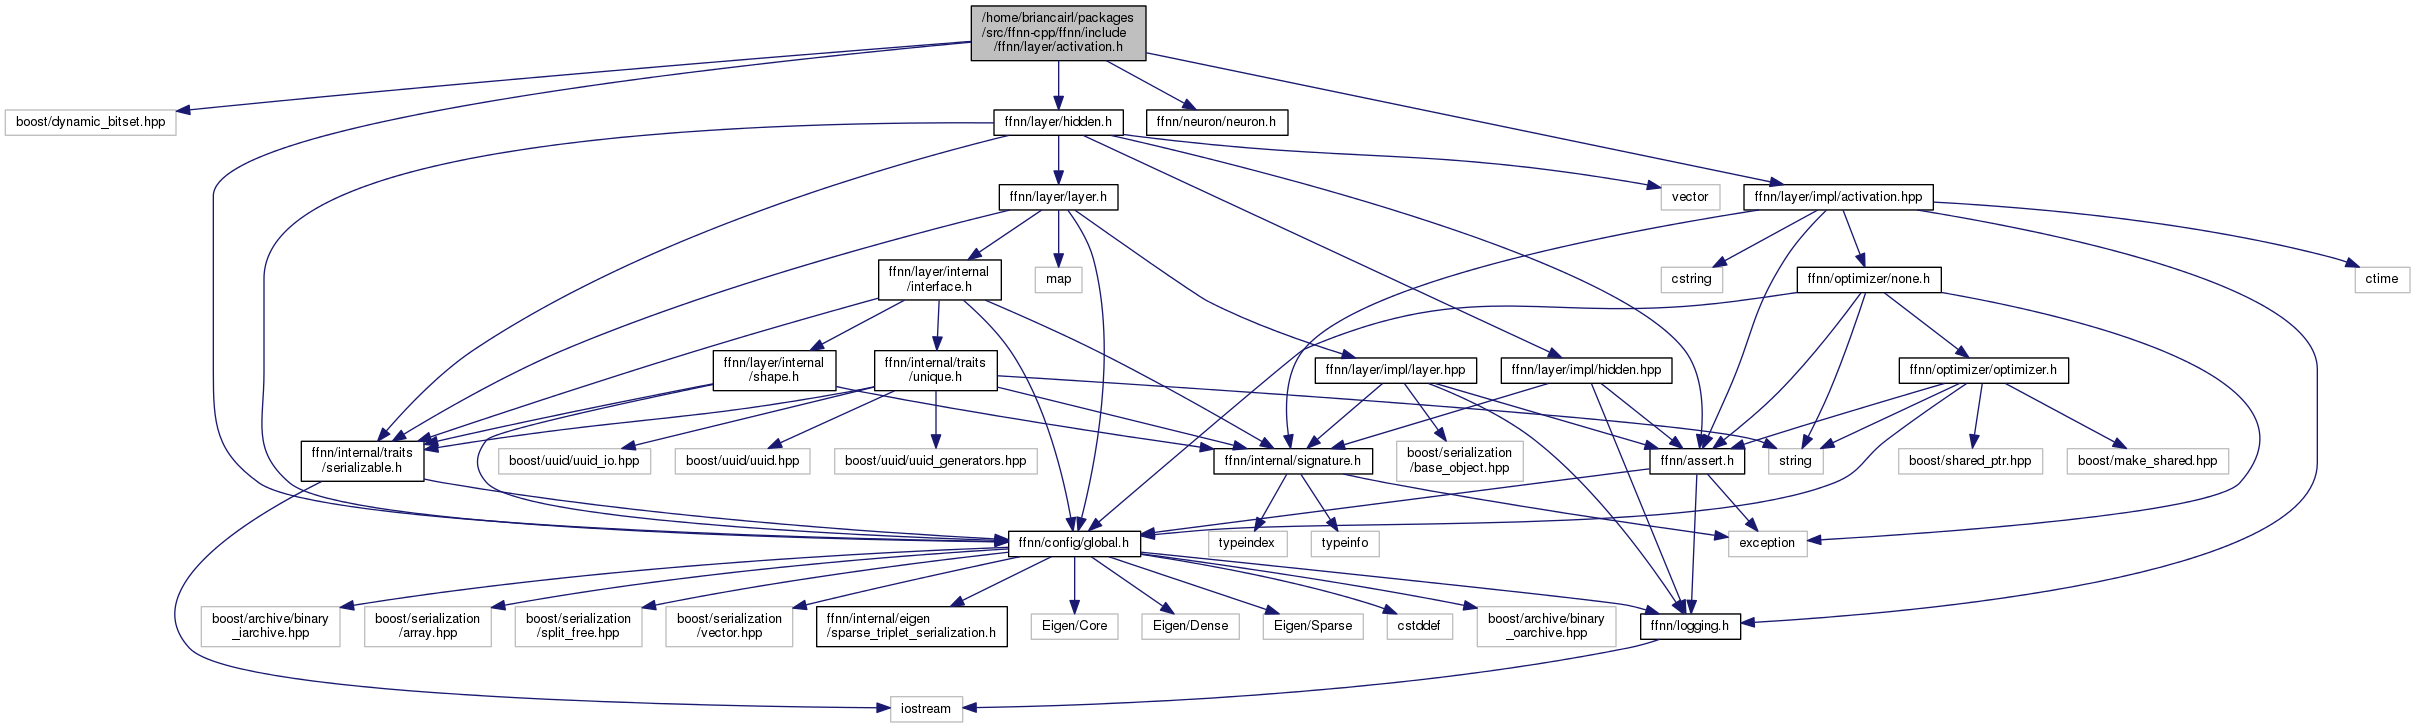 /home/briancairl/packages
/src/ffnn-cpp/ffnn/include
/ffnn/layer/activation.h
boost/dynamic_bitset.hpp
ffnn/layer/hidden.h
ffnn/neuron/neuron.h
ffnn/layer/layer.h
vector
ffnn/layer/impl/activation.hpp
ffnn/layer/internal
/interface.h
map
cstring
ffnn/optimizer/none.h
ctime
ffnn/layer/internal
/shape.h
ffnn/internal/traits
/unique.h
ffnn/layer/impl/layer.hpp
ffnn/layer/impl/hidden.hpp
ffnn/optimizer/optimizer.h
ffnn/internal/traits
/serializable.h
boost/uuid/uuid_io.hpp
boost/uuid/uuid.hpp
boost/uuid/uuid_generators.hpp
ffnn/internal/signature.h
boost/serialization
/base_object.hpp
ffnn/assert.h
string
boost/shared_ptr.hpp
boost/make_shared.hpp
ffnn/config/global.h
typeindex
typeinfo
exception
boost/archive/binary
_iarchive.hpp
boost/serialization
/array.hpp
boost/serialization
/split_free.hpp
boost/serialization
/vector.hpp
ffnn/internal/eigen
/sparse_triplet_serialization.h
Eigen/Core
Eigen/Dense
Eigen/Sparse
cstddef
boost/archive/binary
_oarchive.hpp
ffnn/logging.h
iostream